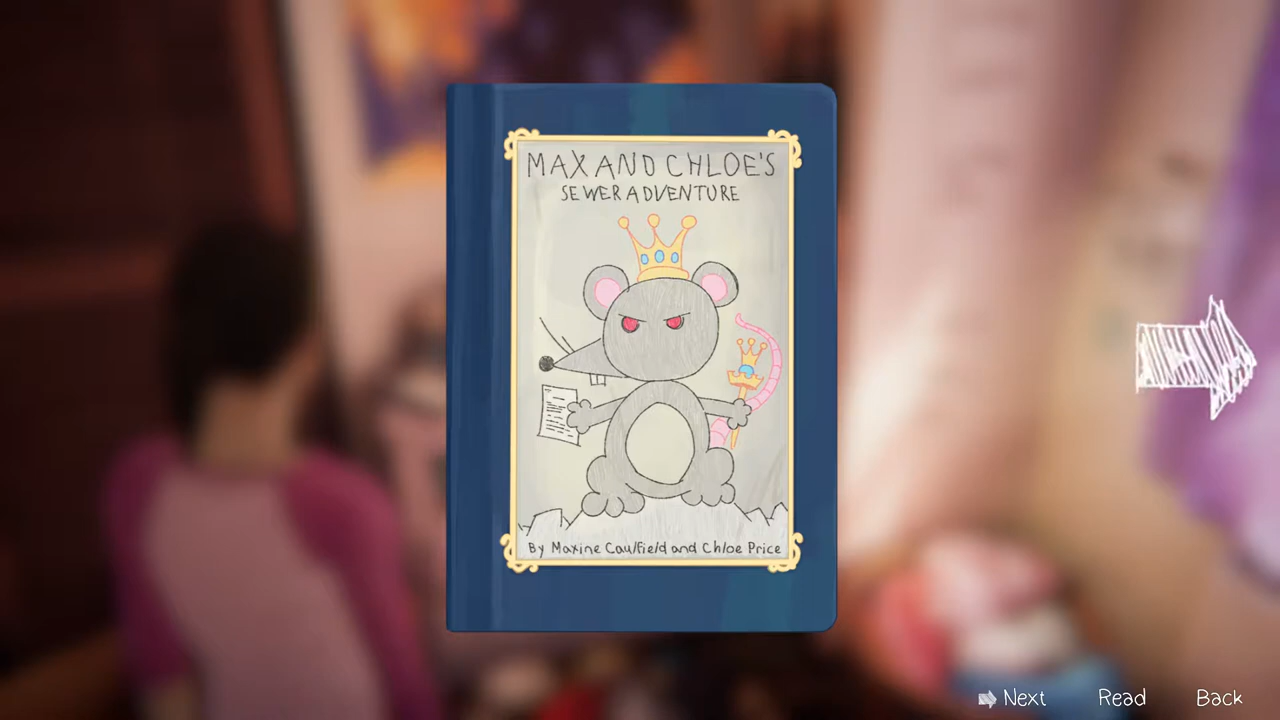 MAX AND CHLOE'S
SEWER ADVENTURE
By Maxine Caulfield and Chloe Price
Next
Read
Back